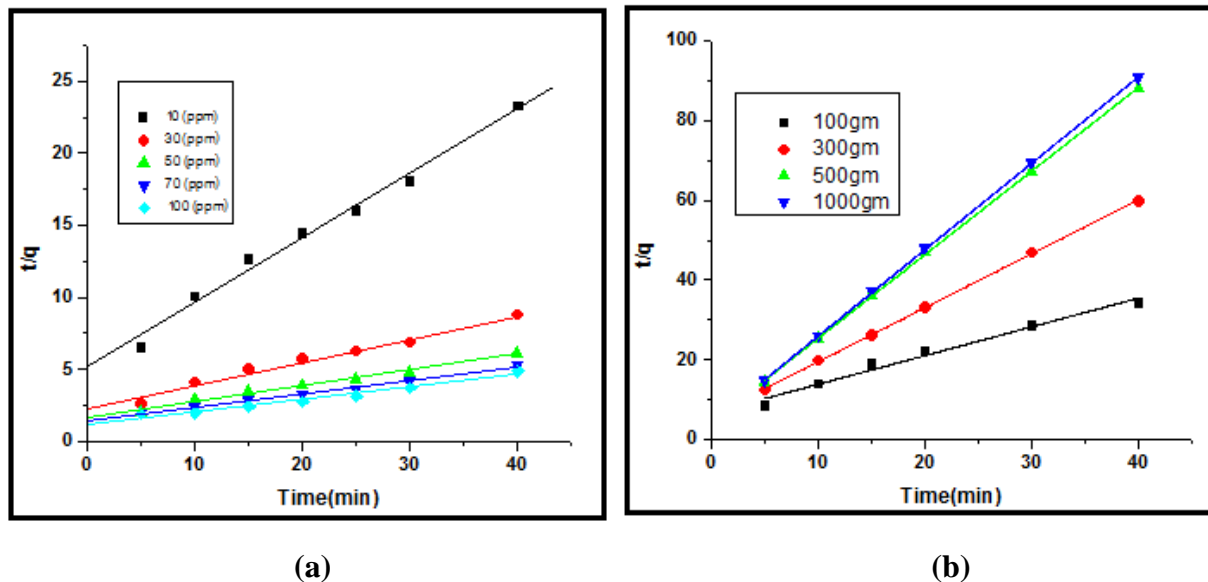 t/q
25
20
15
10
5
0
10 (ppm)
30 (ppm)
50 (ppm)
70 (ppm)
100 (ppm)
0 10 20 30 40
Time(min)
(a)
t/q
100
80
60
40
20
0
100gm
300gm
500gm
1000gm
0 10 20 30 40
Time(min)
(b)